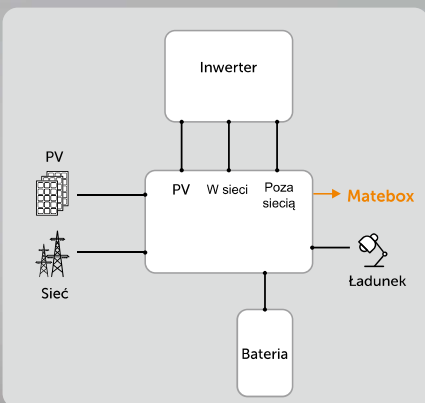 Inwerter
PV
PV
W sieci
Poza
siecią
Matebox
Sieć
Ładunek
Bateria